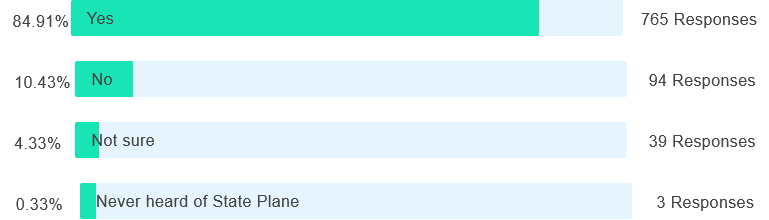 84.91% Yes 765 Responses
10.43% No 94 Responses
4.33% Not sure 39 Responses
0.33% Never heard of State Plane 3 Responses